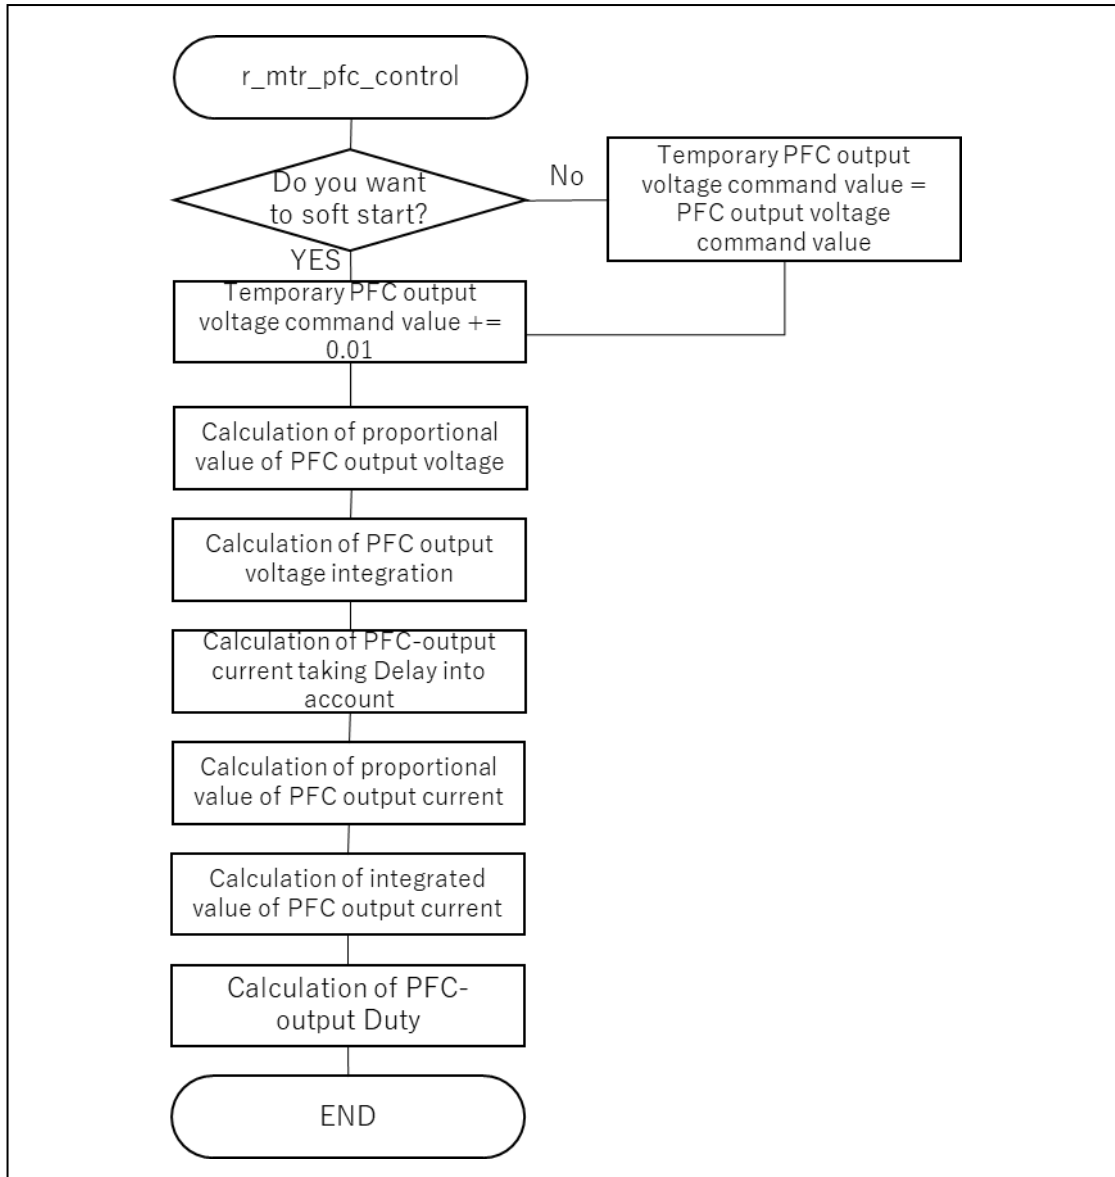 r_mtr_pfc_control
Do you want
to soft start?
No
Temporary PFC output
voltage command value =
PFC output voltage
command value
YES
Temporary PFC output
voltage command value +=
0.01
Calculation of proportional
value of PFC output voltage
Calculation of PFC output
voltage integration
Calculation of PFC-output
current taking Delay into
account
Calculation of proportional
value of PFC output current
Calculation of integrated
value of PFC output current
Calculation of PFC-
output Duty
END